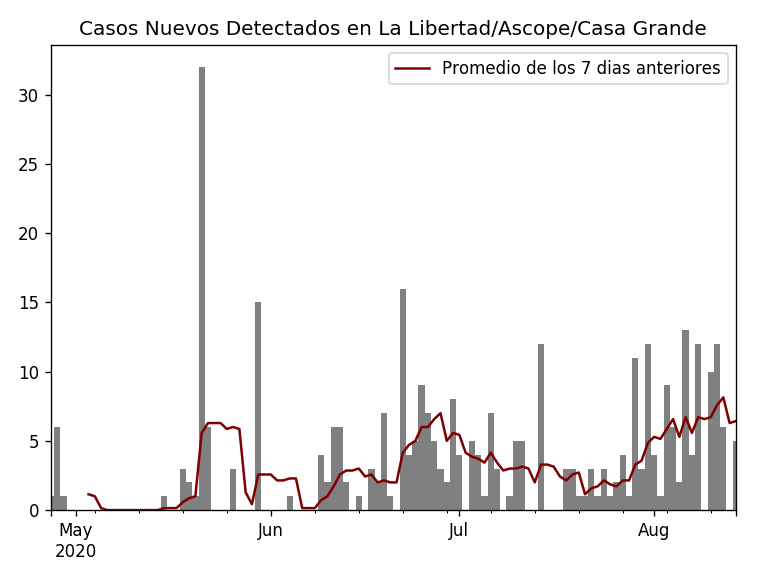 Casos Nuevos Detectados en La Libertad/Ascope/Casa Grande
Promedio de los 7 dias anteriores
30
25
20
15
10
5
0
May
2020
Jun
Jul
Aug